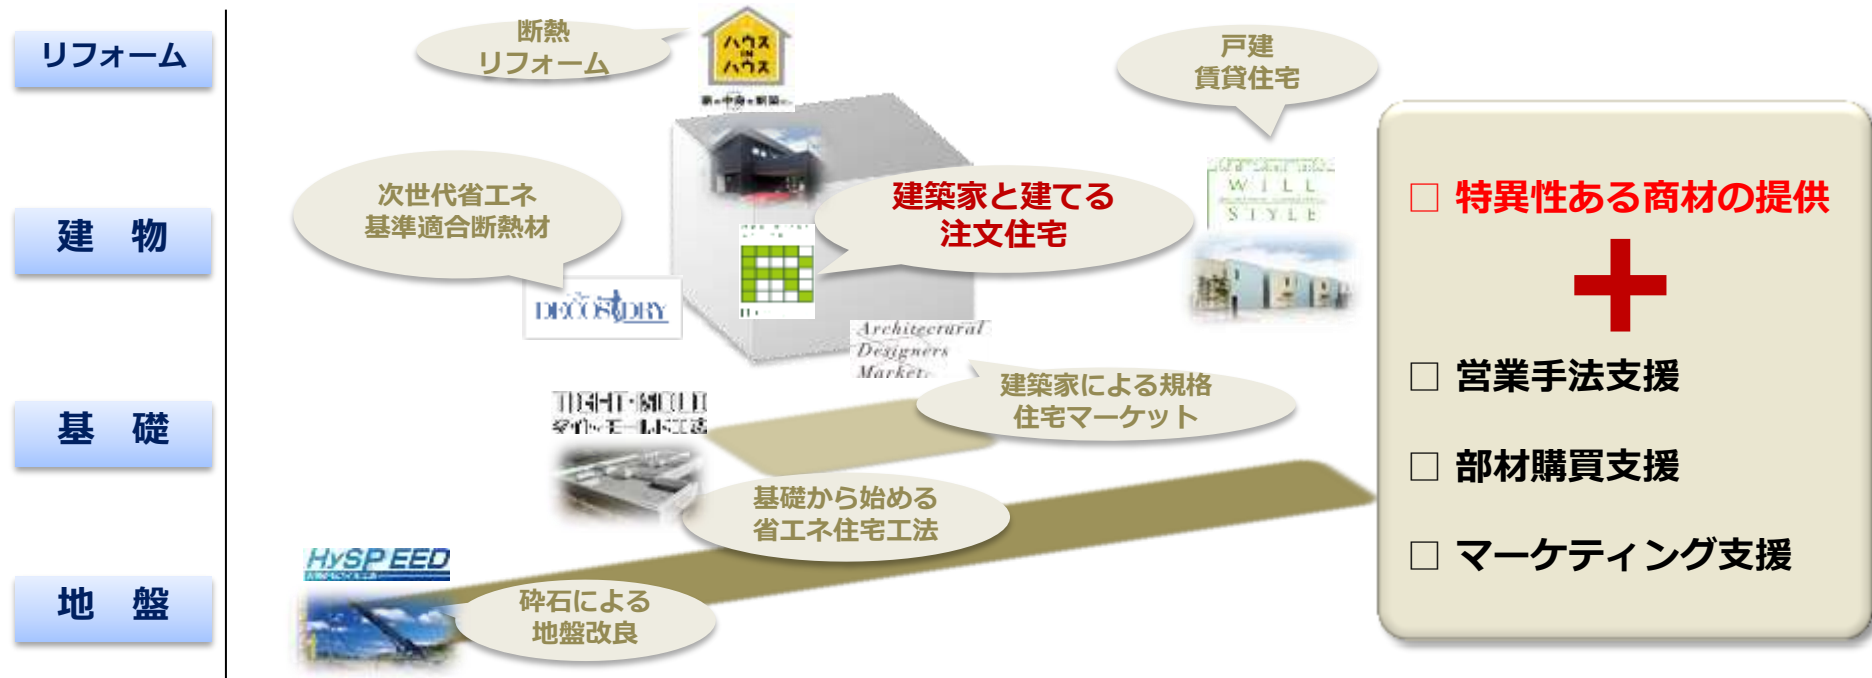 リフォーム
断熱
リフォーム
ハウス
IN
ハウス
戸建
賃貸住宅
建　物
次世代省エネ
基準適合断熱材
建築家と建てる
注文住宅
WILL
STYLE
DECOS DRY
Architectural
Designers
Market
建築家による規格
住宅マーケット
基　礎
TIGHT・MOLD
タイト・モールド工法
基礎から始める
省エネ住宅工法
地　盤
HySPEED
砕石による
地盤改良
□ 特異性ある商材の提供
+
□ 営業手法支援
□ 部材購買支援
□ マーケティング支援